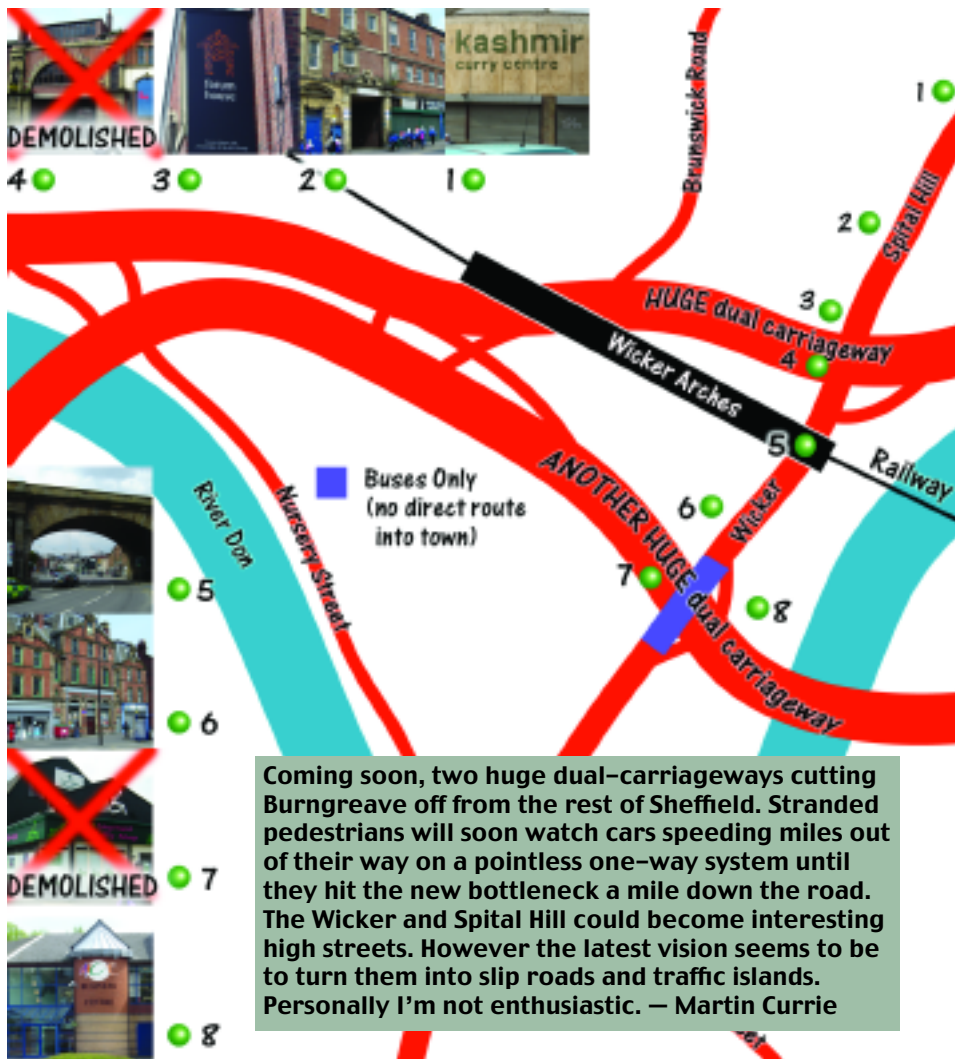 kashmir
curry centre
forum
house
DEMOLISHED
4
3
2
1
Brunswick Road
1
Spital Hill
2
3
HUGE dual carriageway
4
Wicker Arches
5
Railway
Buses Only
(no direct route
into town)
River Don
Nursery Street
ANOTHER HUGE dual carriageway
Wicker
6
7
8
5
6
DEMOLISHED
7
8
Coming soon, two huge dual-carriageways cutting
Burngreave off from the rest of Sheffield. Stranded
pedestrians will soon watch cars speeding miles out
of their way on a pointless one-way system until
they hit the new bottleneck a mile down the road.
The Wicker and Spital Hill could become interesting
high streets. However the latest vision seems to be
to turn them into slip roads and traffic islands.
Personally I'm not enthusiastic. — Martin Currie